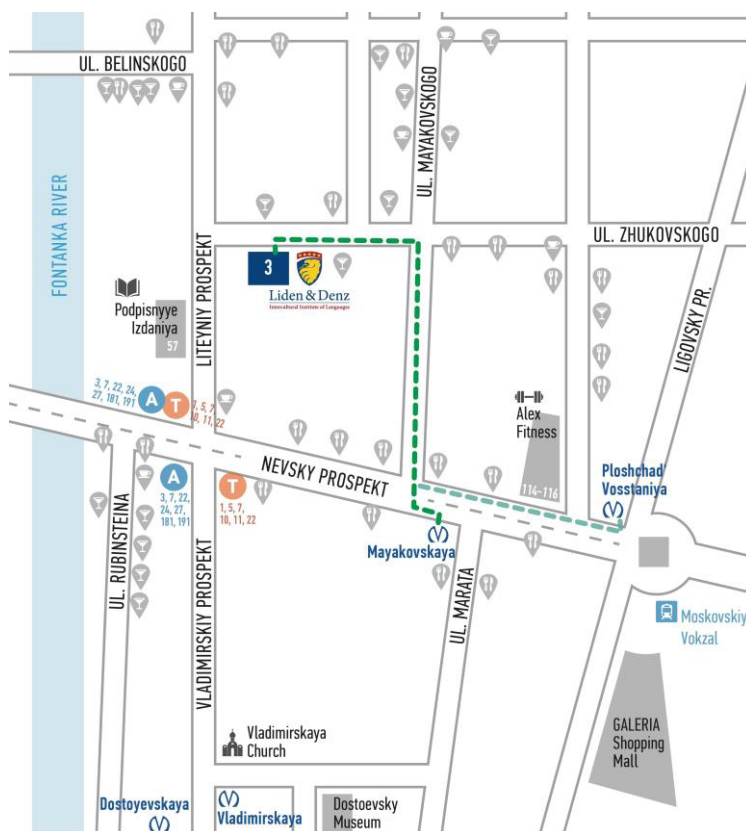 UL. BELINSKOGO
UL. MAYAKOVSKOGO
FONTANKA RIVER
LITEYNIY PROSPEKT
UL. ZHUKOVSKOGO
LIGOVSKY PR.
3
Liden & Denz
Intercultural Institute of Languages
Podpisnyye
Izdaniya
57
3, 7, 22, 24,
27, 181, 191
A
T
1, 5, 7,
10, 11, 22
Alex
Fitness
114-116
NEVSKY PROSPEKT
Ploshchad'
Vosstaniya
A
3, 7, 22,
24, 27,
181, 191
T
1, 5, 7,
10, 11, 22
Mayakovskaya
UL. RUBINSTEINA
VLADIMIRSKIY PROSPEKT
UL. MARATA
Moskovskiy
Vokzal
Vladimirskaya
Church
GALERIA
Shopping
Mall
Dostoyevskaya
Vladimirskaya
Dostoevsky
Museum